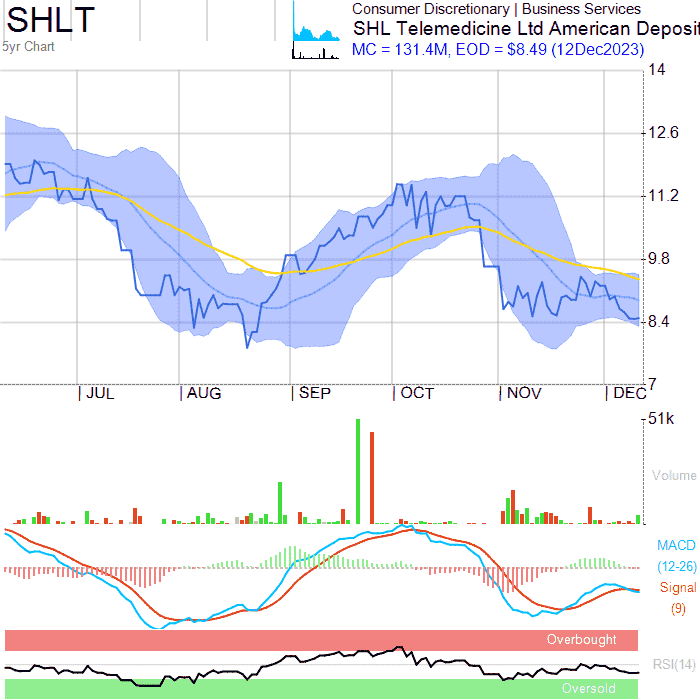 SHLT
5yr Chart
Consumer Discretionary | Business Services
SHL Telemedicine Ltd American Deposit
MC = 131.4M, EOD = $8.49 (12Dec2023)
14
12.6
11.2
9.8
8.4
7
JUL AUG SEP OCT NOV DEC
51k
Volume
MACD
(12-26)
Signal
(9)
Overbought
RSI(14)
Oversold